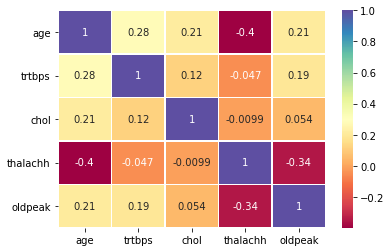 age 1 0.28 0.21 -0.4 0.21
trtbps 0.28 1 0.12 -0.047 0.19
chol 0.21 0.12 1 -0.0099 0.054
thalachh -0.4 -0.047 -0.0099 1 -0.34
oldpeak 0.21 0.19 0.054 -0.34 1
age trtbps chol thalachh oldpeak
1.0
0.8
0.6
0.4
0.2
0.0
−0.2